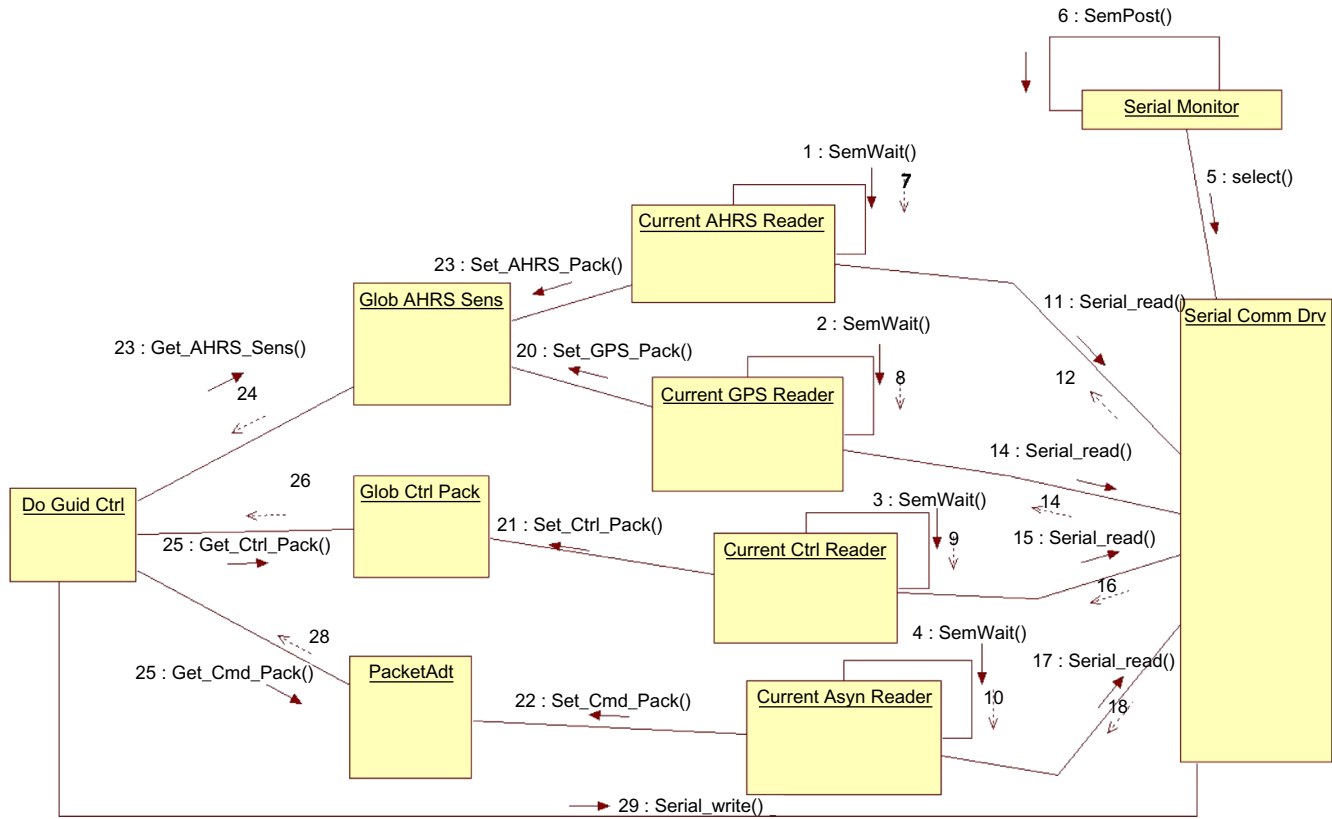 6 : SemPost()
Serial Monitor
1 : SemWait()
7
5 : select()
Current AHRS Reader
23 : Set_AHRS_Pack()
Glob AHRS Sens
11 : Serial_read()
Serial Comm Drv
2 : SemWait()
23 : Get_AHRS_Sens()
20 : Set_GPS_Pack()
8
12
24
Current GPS Reader
14 : Serial_read()
26
Glob Ctrl Pack
3 : SemWait()
14
Do Guid Ctrl
21 : Set_Ctrl_Pack()
15 : Serial_read()
25 : Get_Ctrl_Pack()
Current Ctrl Reader
9
16
28
4 : SemWait()
17 : Serial_read()
25 : Get_Cmd_Pack()
PacketAdt
22 : Set_Cmd_Pack()
Current Asyn Reader
10
18
29 : Serial_write()